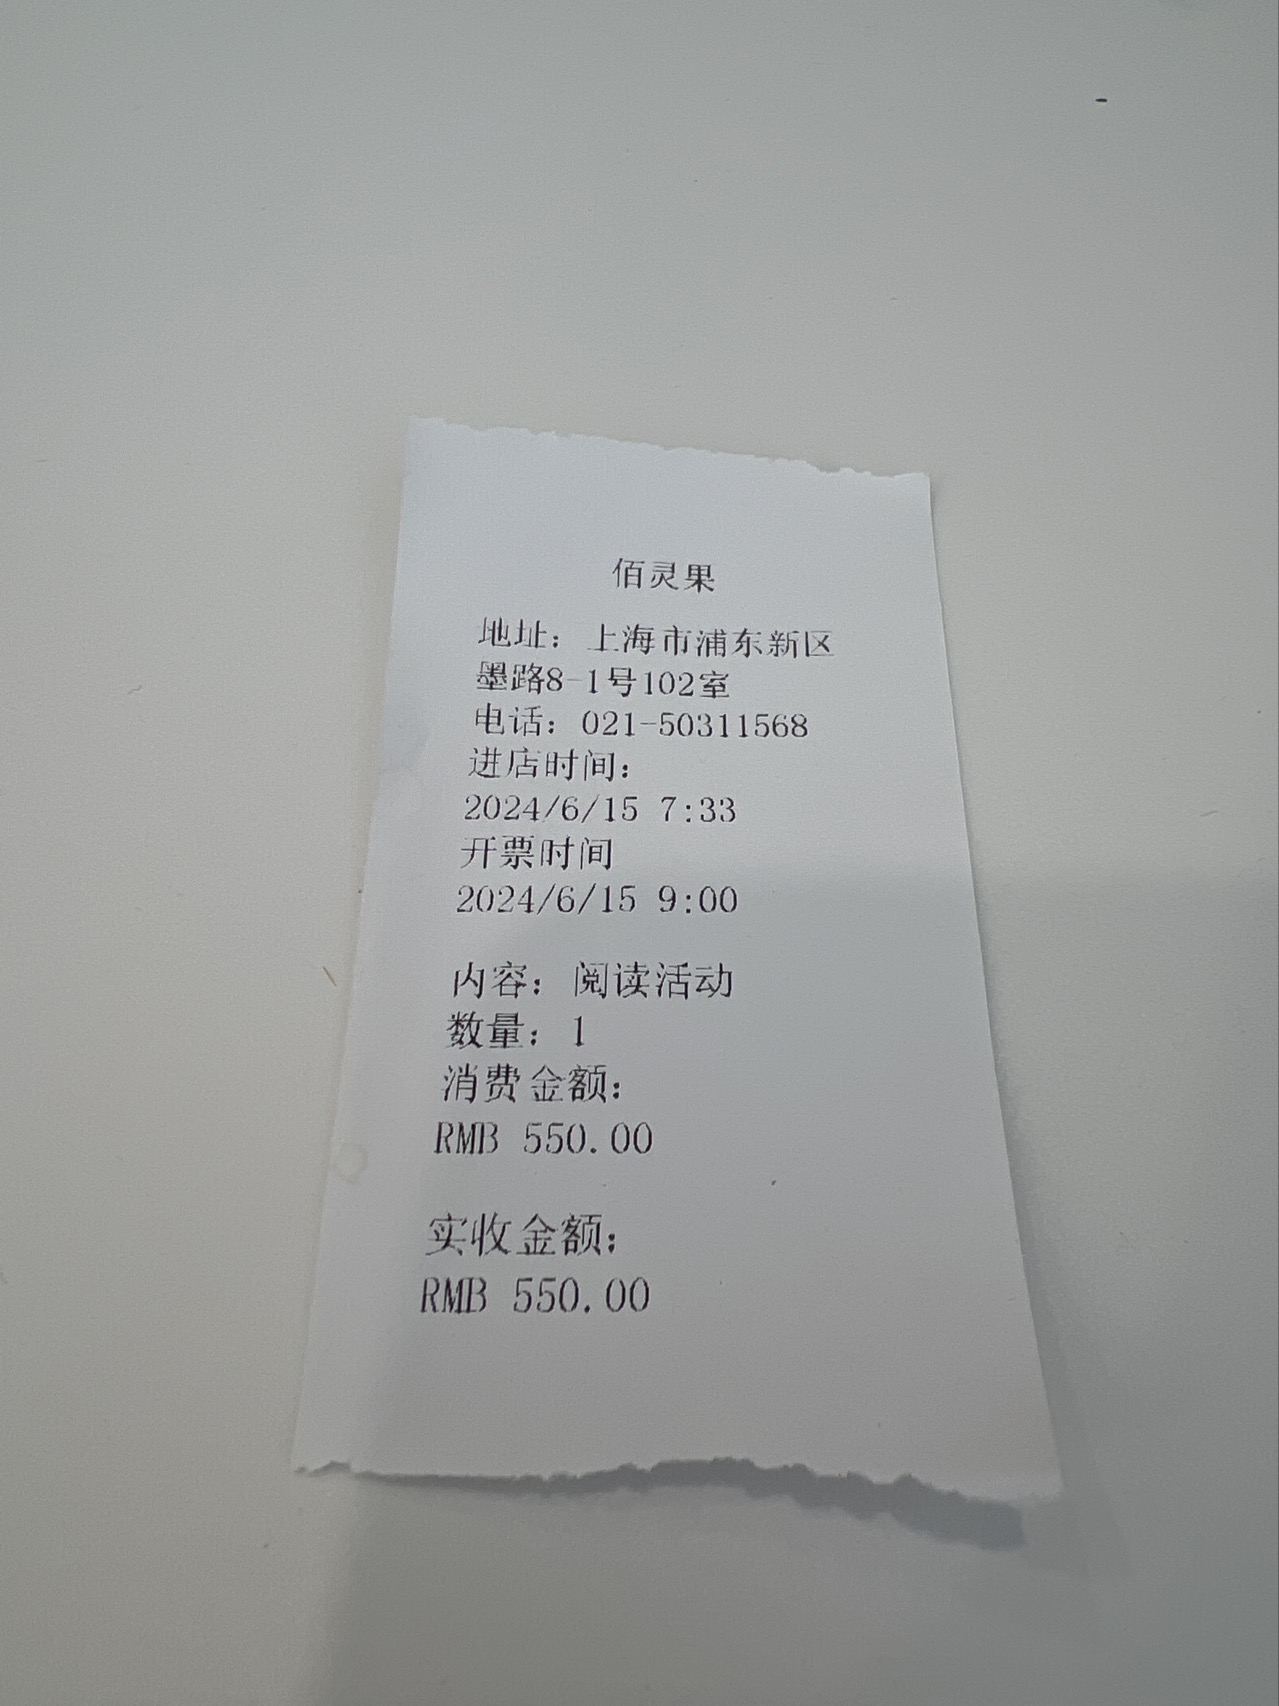 佰灵果
地址：上海市浦东新区
墨路8-1号102室
电话：021-50311568
进店时间：
2024/6/15 7:33
开票时间
2024/6/15 9:00
内容：阅读活动
数量：1
消费金额：
RMB 550.00
实收金额；
RMB 550.00